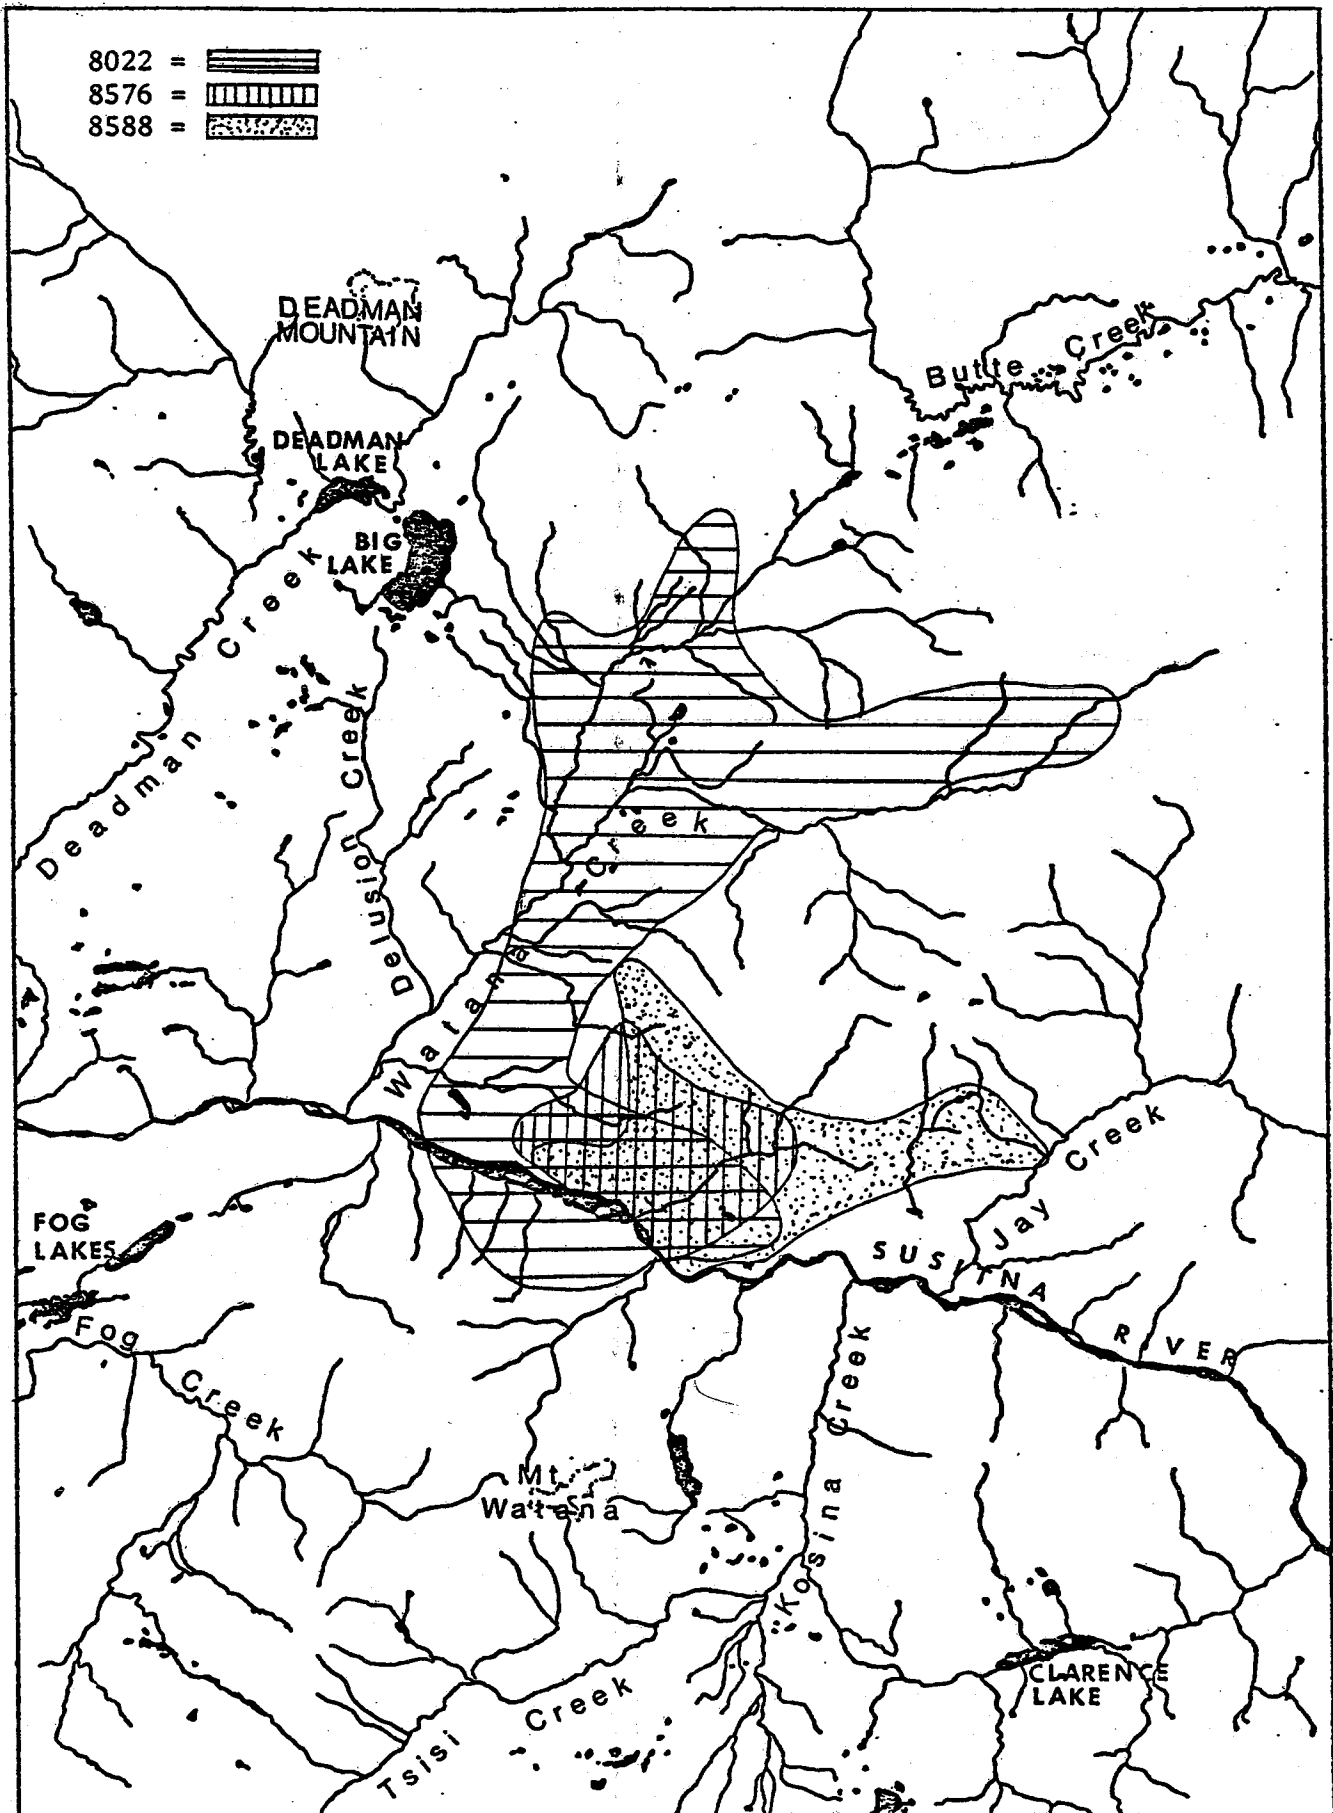 8022 =
8576 =
8588 =
DEADMAN
MOUNTAIN
Butte Creek
DEADMAN
LAKE
BIG
LAKE
Deadman Creek
Delusion Creek
Watana Creek
Jay Creek
FOG
LAKES
SUSITNA RIVER
Fog Creek
Kosina Creek
Mt
Watana
CLARENCE
LAKE
Tsisi Creek